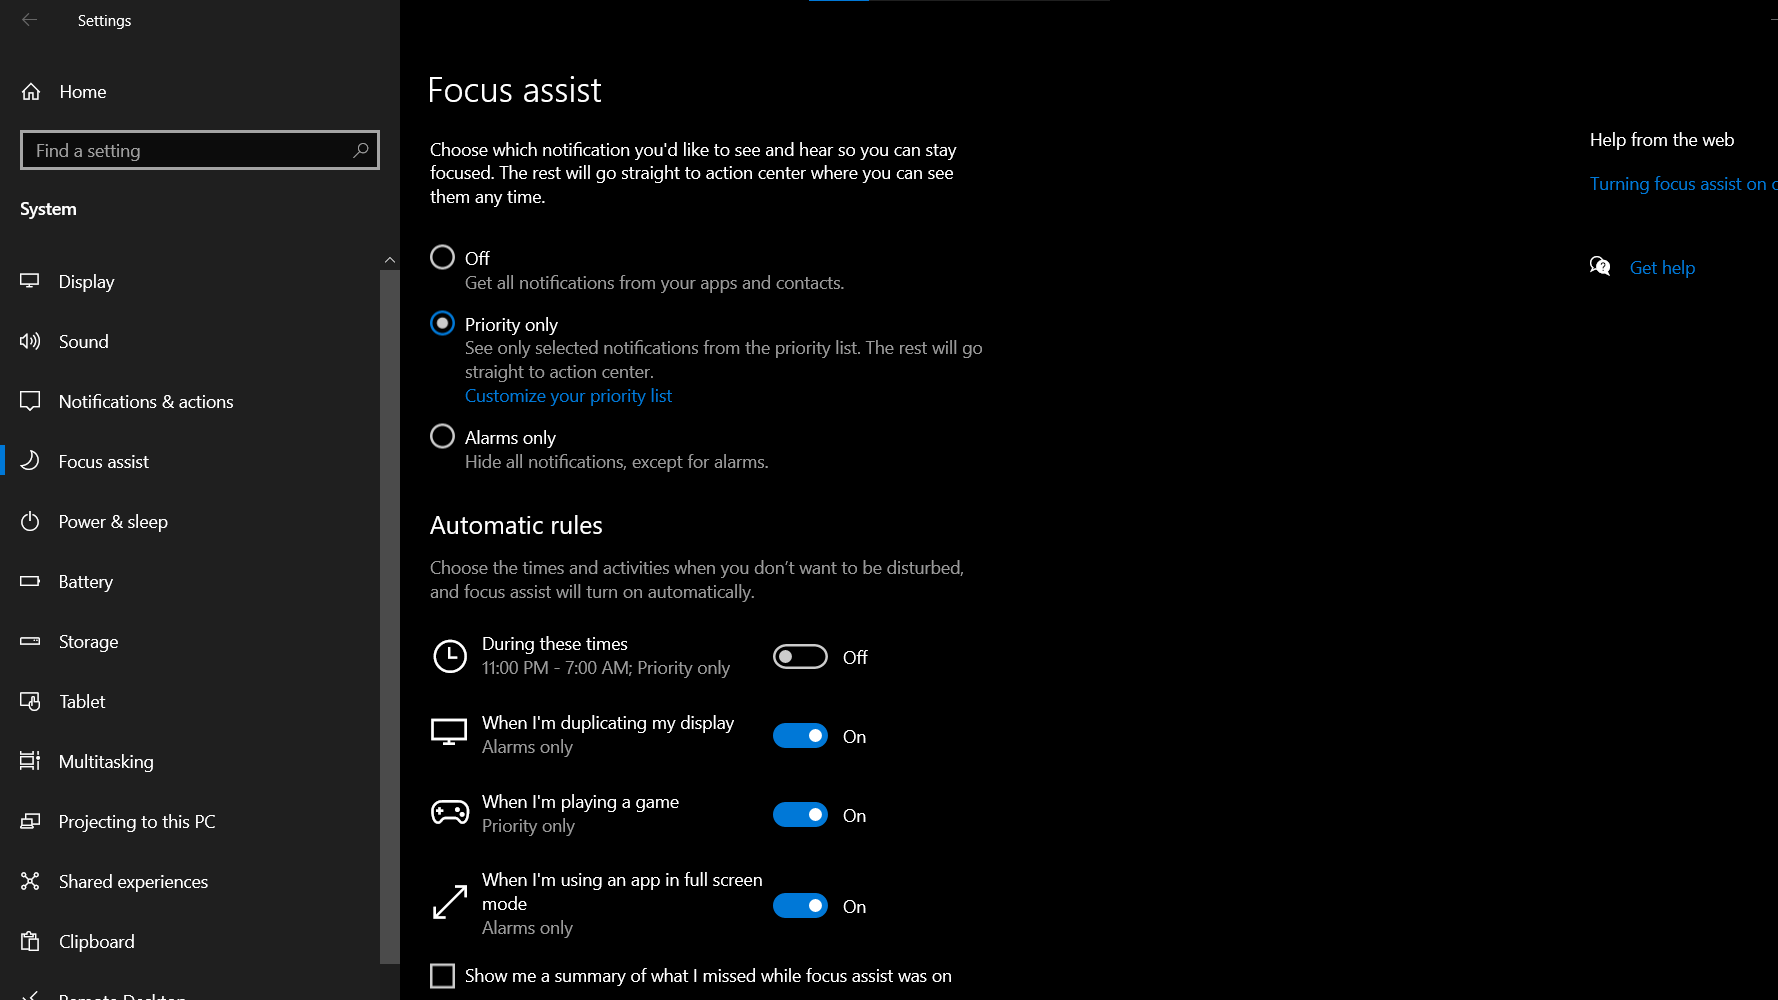 Settings
Home
Find a setting
System
Display
Sound
Notifications & actions
Focus assist
Power & sleep
Battery
Storage
Tablet
Multitasking
Projecting to this PC
Shared experiences
Clipboard
Remote Desktop
Focus assist
Choose which notification you'd like to see and hear so you can stay
focused. The rest will go straight to action center where you can see
them any time.
Off
Get all notifications from your apps and contacts.
Priority only
See only selected notifications from the priority list. The rest will go
straight to action center.
Customize your priority list
Alarms only
Hide all notifications, except for alarms.
Automatic rules
Choose the times and activities when you don’t want to be disturbed,
and focus assist will turn on automatically.
During these times
11:00 PM - 7:00 AM; Priority only
Off
When I'm duplicating my display
Alarms only
On
When I'm playing a game
Priority only
On
When I'm using an app in full screen
mode
Alarms only
On
Show me a summary of what I missed while focus assist was on
Help from the web
Turning focus assist on
Get help